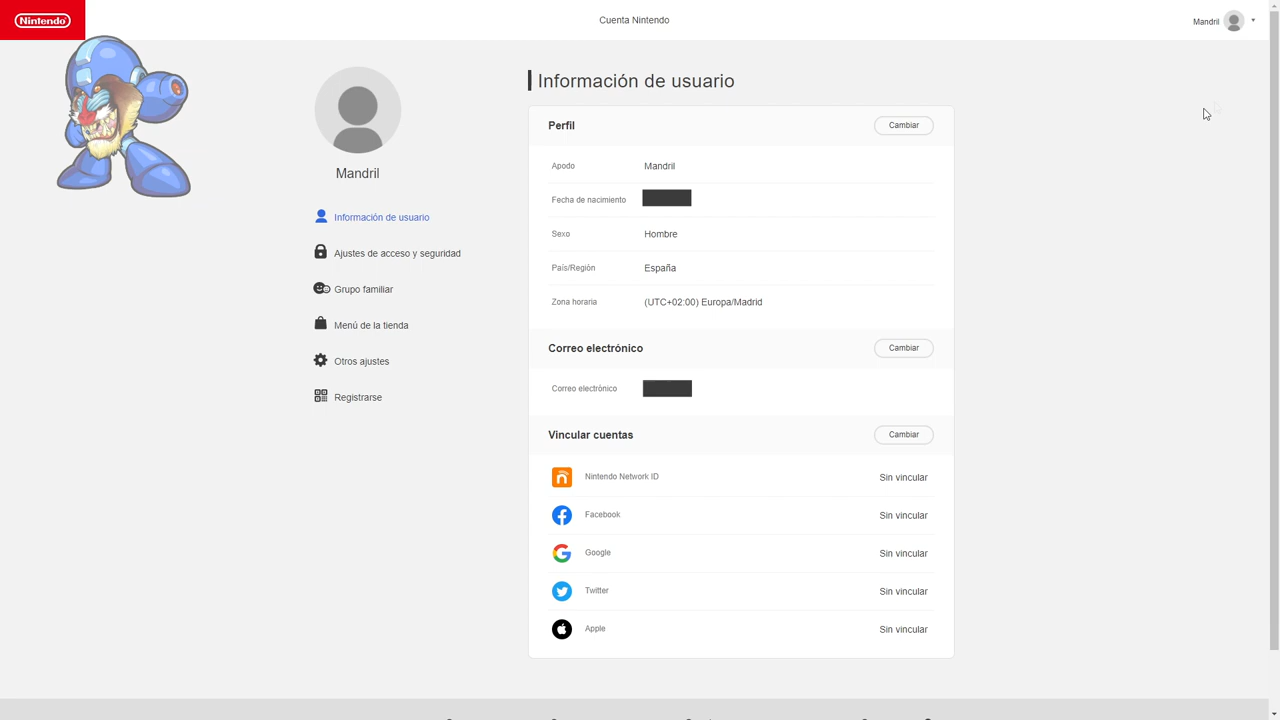 Nintendo
Cuenta Nintendo
Mandril
Mandril
Información de usuario
Ajustes de acceso y seguridad
Grupo familiar
Menú de la tienda
Otros ajustes
Registrarse
Información de usuario
Perfil Cambiar
Apodo Mandril
Fecha de nacimiento
Sexo Hombre
País/Región España
Zona horaria (UTC+02:00) Europa/Madrid
Correo electrónico Cambiar
Correo electrónico
Vincular cuentas Cambiar
Nintendo Network ID Sin vincular
Facebook Sin vincular
Google Sin vincular
Twitter Sin vincular
Apple Sin vincular